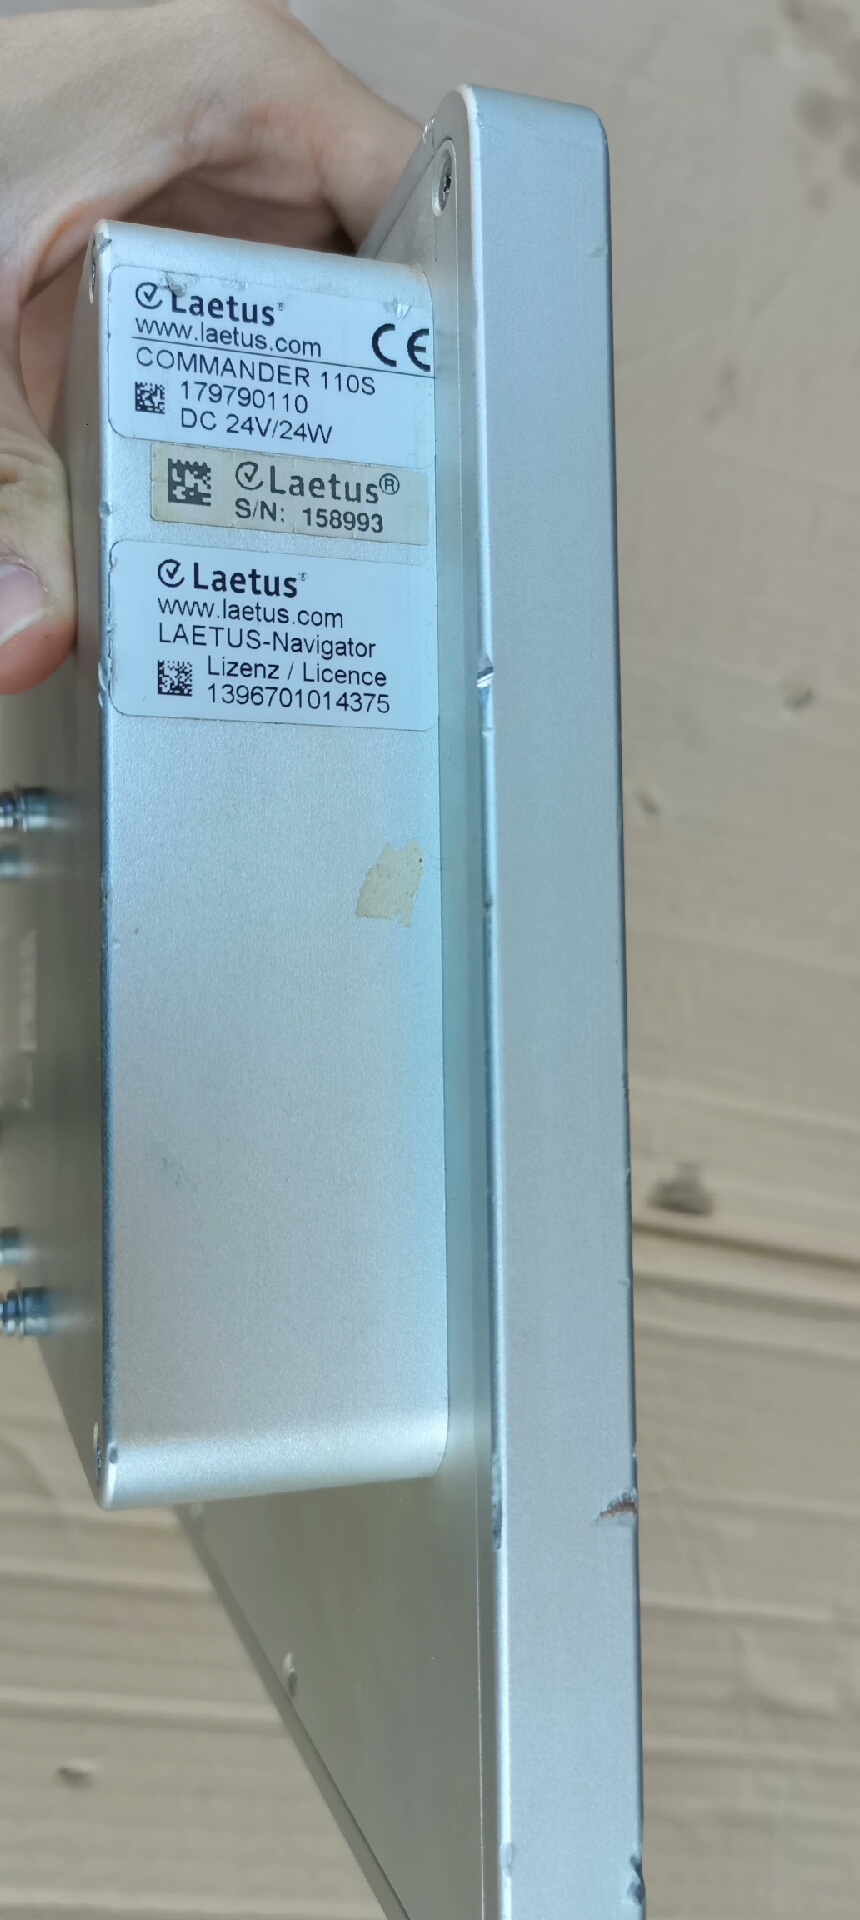 Laetus®
www.laetus.com
CE
COMMANDER 110S
179790110
DC 24V/24W
Laetus®
S/N: 158993
Laetus®
www.laetus.com
LAETUS-Navigator
Lizenz / Licence
1396701014375